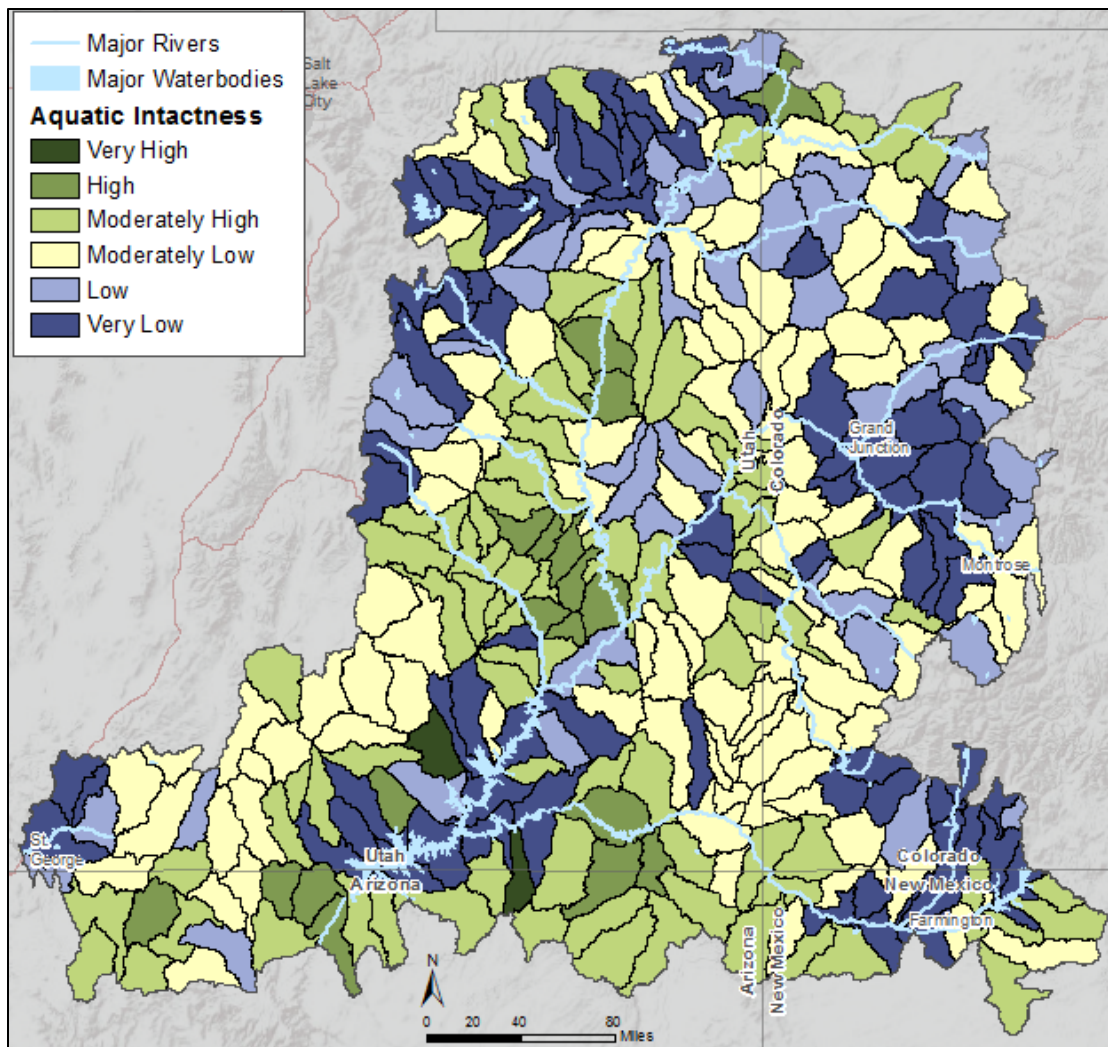 Major Rivers
Major Waterbodies
Aquatic Intactness
Very High
High
Moderately High
Moderately Low
Low
Very Low
Salt
Lake
City
Utah
Colorado
Grand
Junction
Montrose
St.
George
Utah
Arizona
Colorado
New Mexico
Farmington
Arizona
New Mexico
N
0 20 40 80
Miles